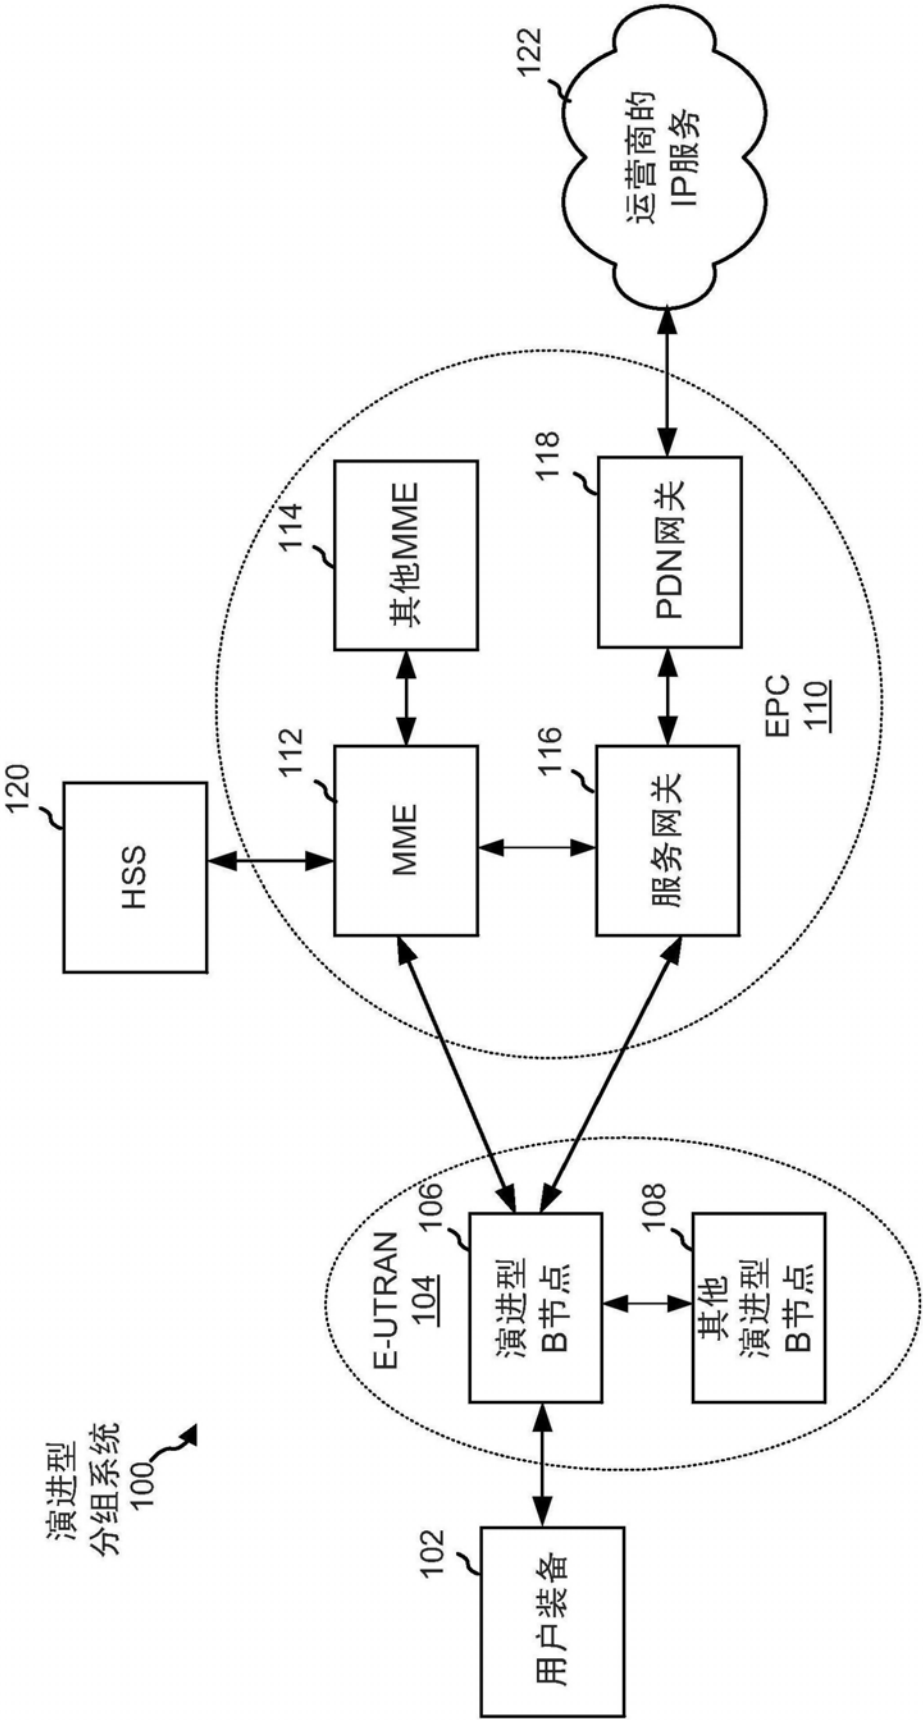 演进型
分组系统
100
120
HSS
112
MME
114
其他MME
122
运营商的
IP服务
E-UTRAN
104
106
演进型
B节点
116
服务网关
118
PDN网关
102
用户装备
108
其他
演进型
B节点
EPC
110